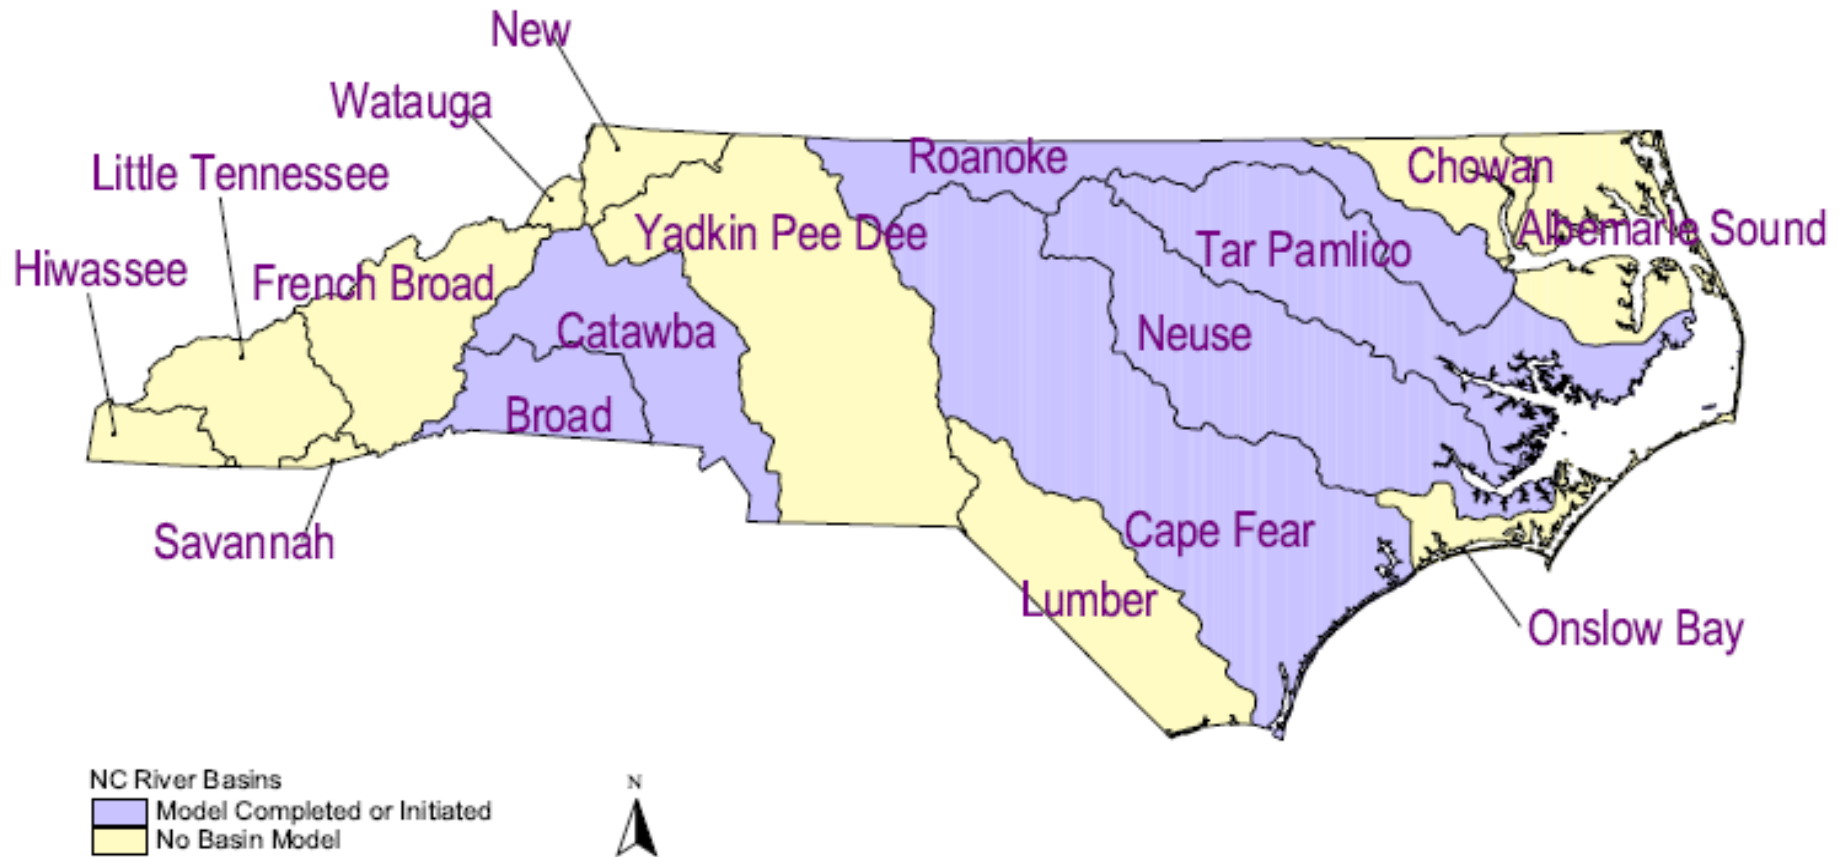 New
Watauga
Little Tennessee
Roanoke
Chowan
Yadkin Pee Dee
Albemarle Sound
Tar Pamlico
Hiwassee
French Broad
Catawba
Neuse
Broad
Savannah
Cape Fear
Lumber
Onslow Bay
NC River Basins
Model Completed or Initiated
No Basin Model
N